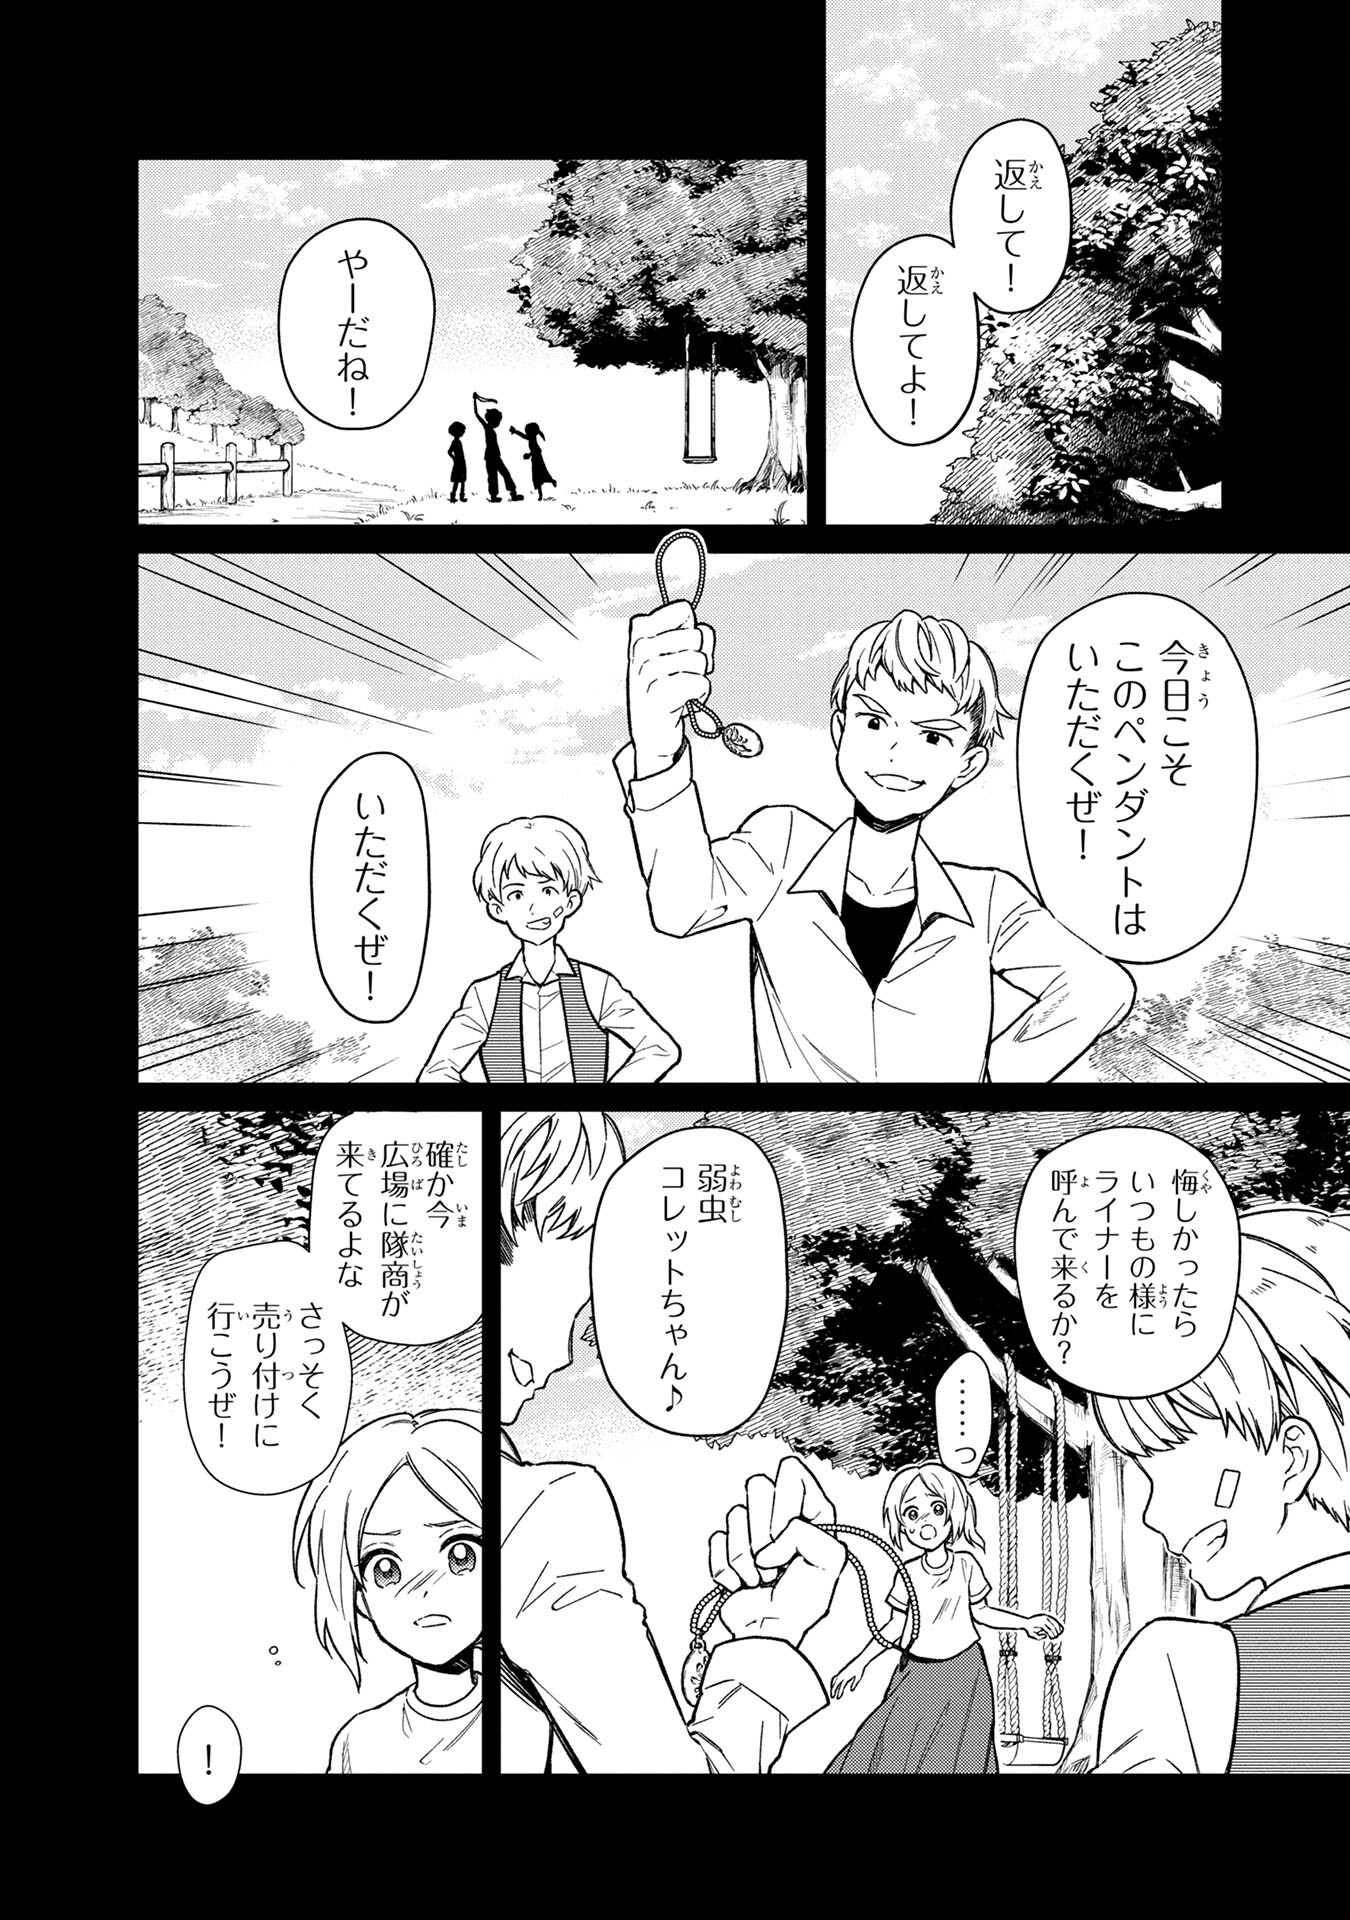 返して！
返してよ！
やーだね！
今日こそ
このペンダントは
いただくぜ！
いただくぜ！
悔しかったら
いつもの様に
ライナーを
呼んで来るか？
……っ
弱虫
コレットちゃん♪
確か今
広場に隊商が
来てるよな
さっそく
売り付けに
行こうぜ！
！